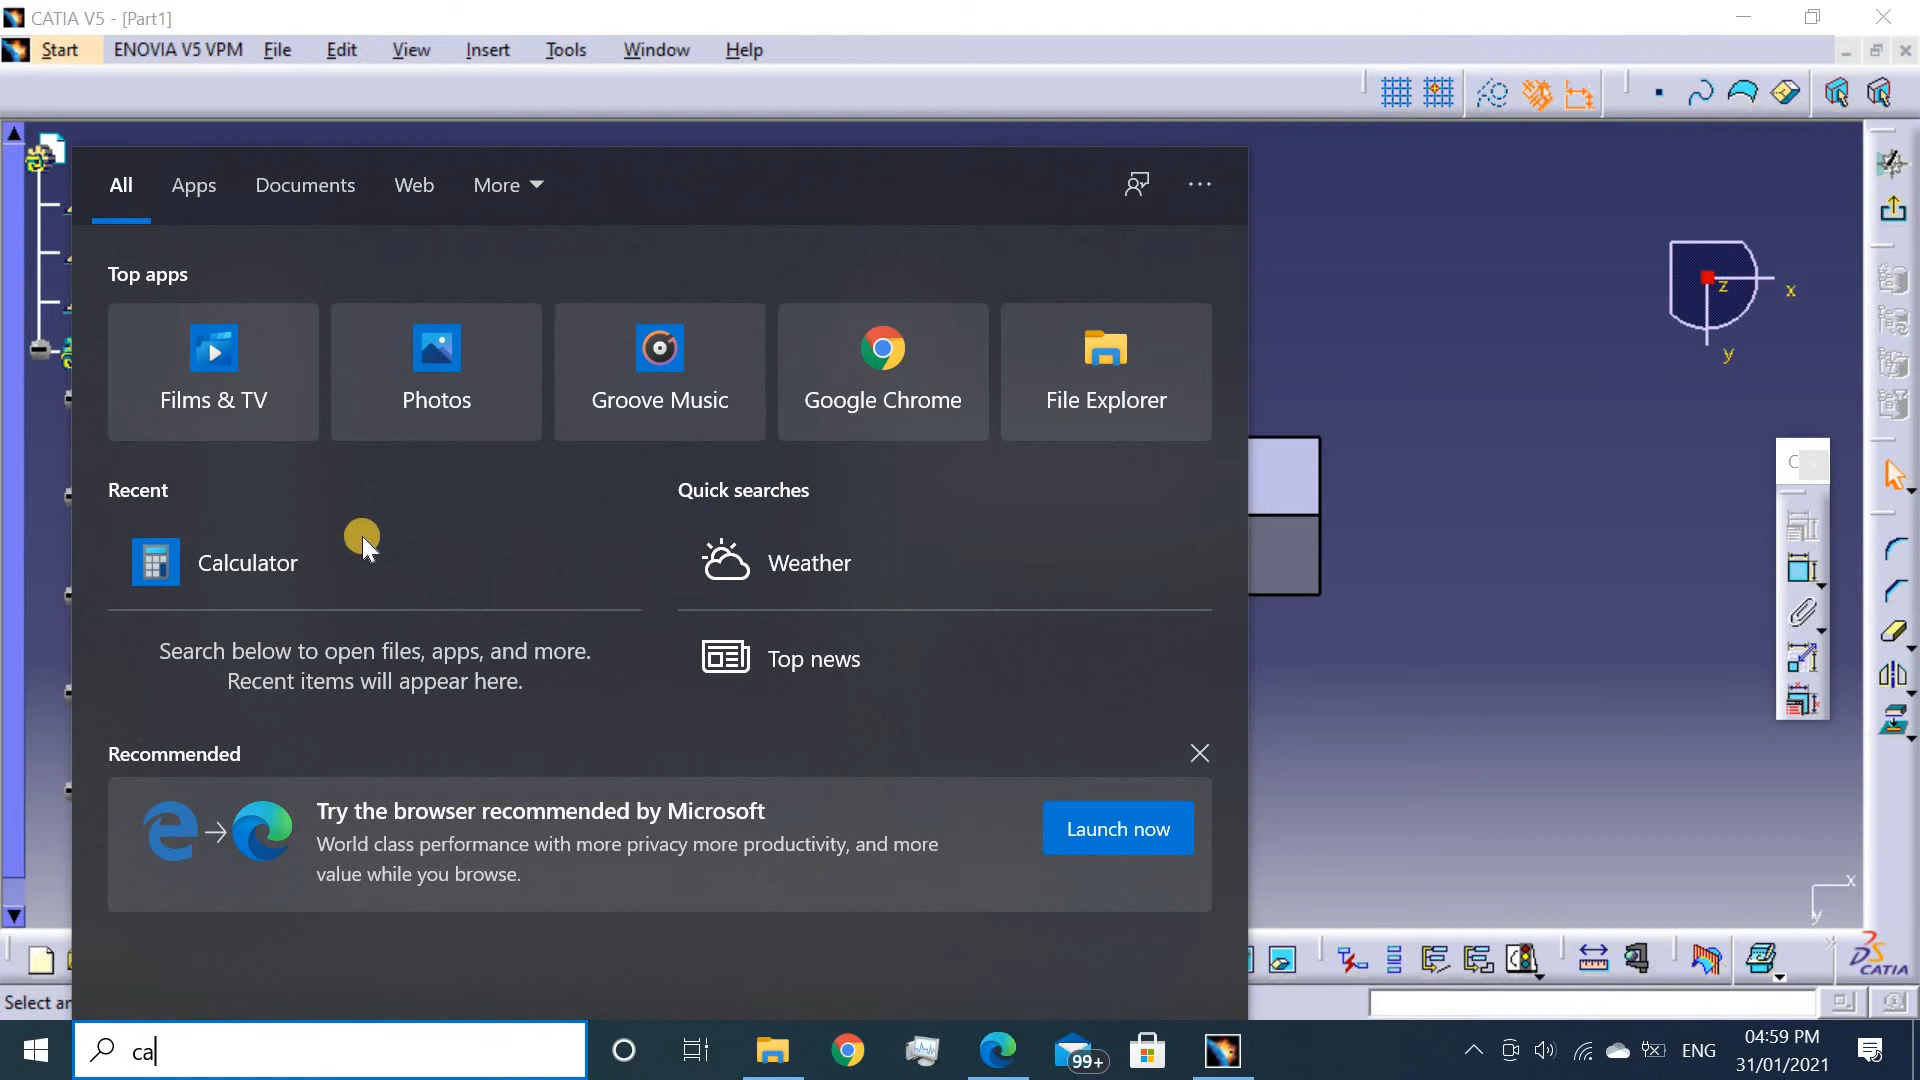 CATIA V5 - [Part1]
Start ENOVIA V5 VPM File Edit View Insert Tools Window Help
All Apps Documents Web More
Top apps
Films & TV Photos Groove Music Google Chrome File Explorer
x
z
y
Recent Quick searches
Calculator Weather
Search below to open files, apps, and more.
Recent items will appear here.
Top news
Recommended
Try the browser recommended by Microsoft
World class performance with more privacy more productivity, and more
value while you browse.
Launch now
x
y
CATIA
Select
ca
99+
ENG
04:59 PM
31/01/2021